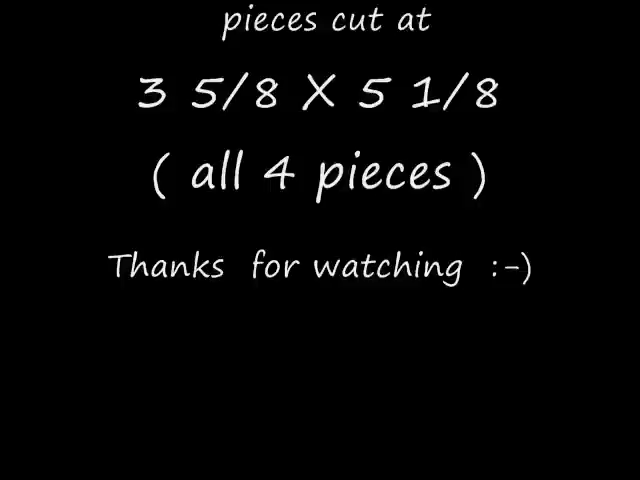 pieces cut at
3 5/8 X 5 1/8
( all 4 pieces )
Thanks for watching :-)